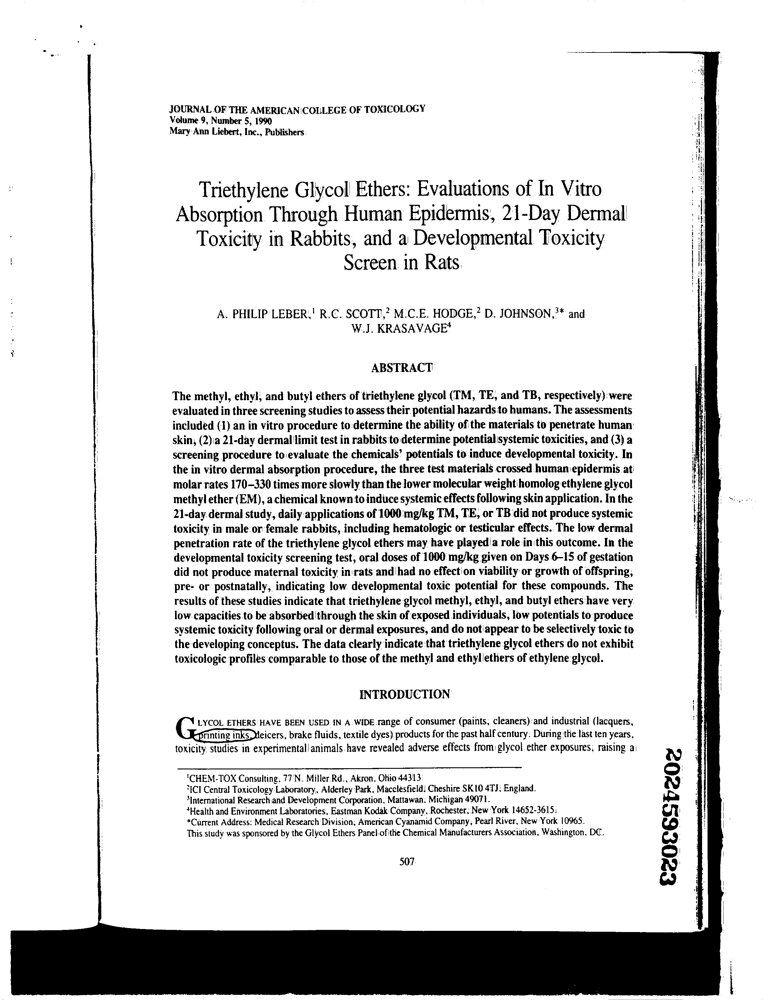 JOURNAL OF THE AMERICAN COLLEGE OF TOXICOLOGY
Volume 9, Number 5, 1990
Mary Ann Liebert, Inc., Publishers
Triethylene Glycol Ethers: Evaluations of In Vitro
Absorption Through Human Epidermis, 21-Day Dermal
Toxicity in Rabbits, and a Developmental Toxicity
Screen in Rats
A. PHILIP LEBER,¹ R.C. SCOTT,² M.C.E. HODGE,² D. JOHNSON,³* and
W.J. KRASAVAGE⁴
ABSTRACT
The methyl, ethyl, and butyl ethers of triethylene glycol (TM, TE, and TB, respectively) were
evaluated in three screening studies to assess their potential hazards to humans. The assessments
included (1) an in vitro procedure to determine the ability of the materials to penetrate human
skin, (2) a 21-day dermal limit test in rabbits to determine potential systemic toxicities, and (3) a
screening procedure to evaluate the chemicals' potentials to induce developmental toxicity. In
the in vitro dermal absorption procedure, the three test materials crossed human epidermis at
molar rates 170–330 times more slowly than the lower molecular weight homolog ethylene glycol
methyl ether (EM), a chemical known to induce systemic effects following skin application. In the
21-day dermal study, daily applications of 1000 mg/kg TM, TE, or TB did not produce systemic
toxicity in male or female rabbits, including hematologic or testicular effects. The low dermal
penetration rate of the triethylene glycol ethers may have played a role in this outcome. In the
developmental toxicity screening test, oral doses of 1000 mg/kg given on Days 6–15 of gestation
did not produce maternal toxicity in rats and had no effect on viability or growth of offspring,
pre- or postnatally, indicating low developmental toxic potential for these compounds. The
results of these studies indicate that triethylene glycol methyl, ethyl, and butyl ethers have very
low capacities to be absorbed through the skin of exposed individuals, low potentials to produce
systemic toxicity following oral or dermal exposures, and do not appear to be selectively toxic to
the developing conceptus. The data clearly indicate that triethylene glycol ethers do not exhibit
toxicologic profiles comparable to those of the methyl and ethyl ethers of ethylene glycol.
INTRODUCTION
GLYCOL ETHERS HAVE BEEN USED IN A WIDE range of consumer (paints, cleaners) and industrial (lacquers,
printing inks, deicers, brake fluids, textile dyes) products for the past half century. During the last ten years,
toxicity studies in experimental animals have revealed adverse effects from glycol ether exposures, raising a
¹CHEM-TOX Consulting, 77 N. Miller Rd., Akron, Ohio 44313
²ICI Central Toxicology Laboratory, Alderley Park, Macclesfield, Cheshire SK10 4TJ, England.
³International Research and Development Corporation, Mattawan, Michigan 49071.
⁴Health and Environment Laboratories, Eastman Kodak Company, Rochester, New York 14652-3615.
*Current Address: Medical Research Division, American Cyanamid Company, Pearl River, New York 10965.
This study was sponsored by the Glycol Ethers Panel of the Chemical Manufacturers Association, Washington, DC.
507
2024593023